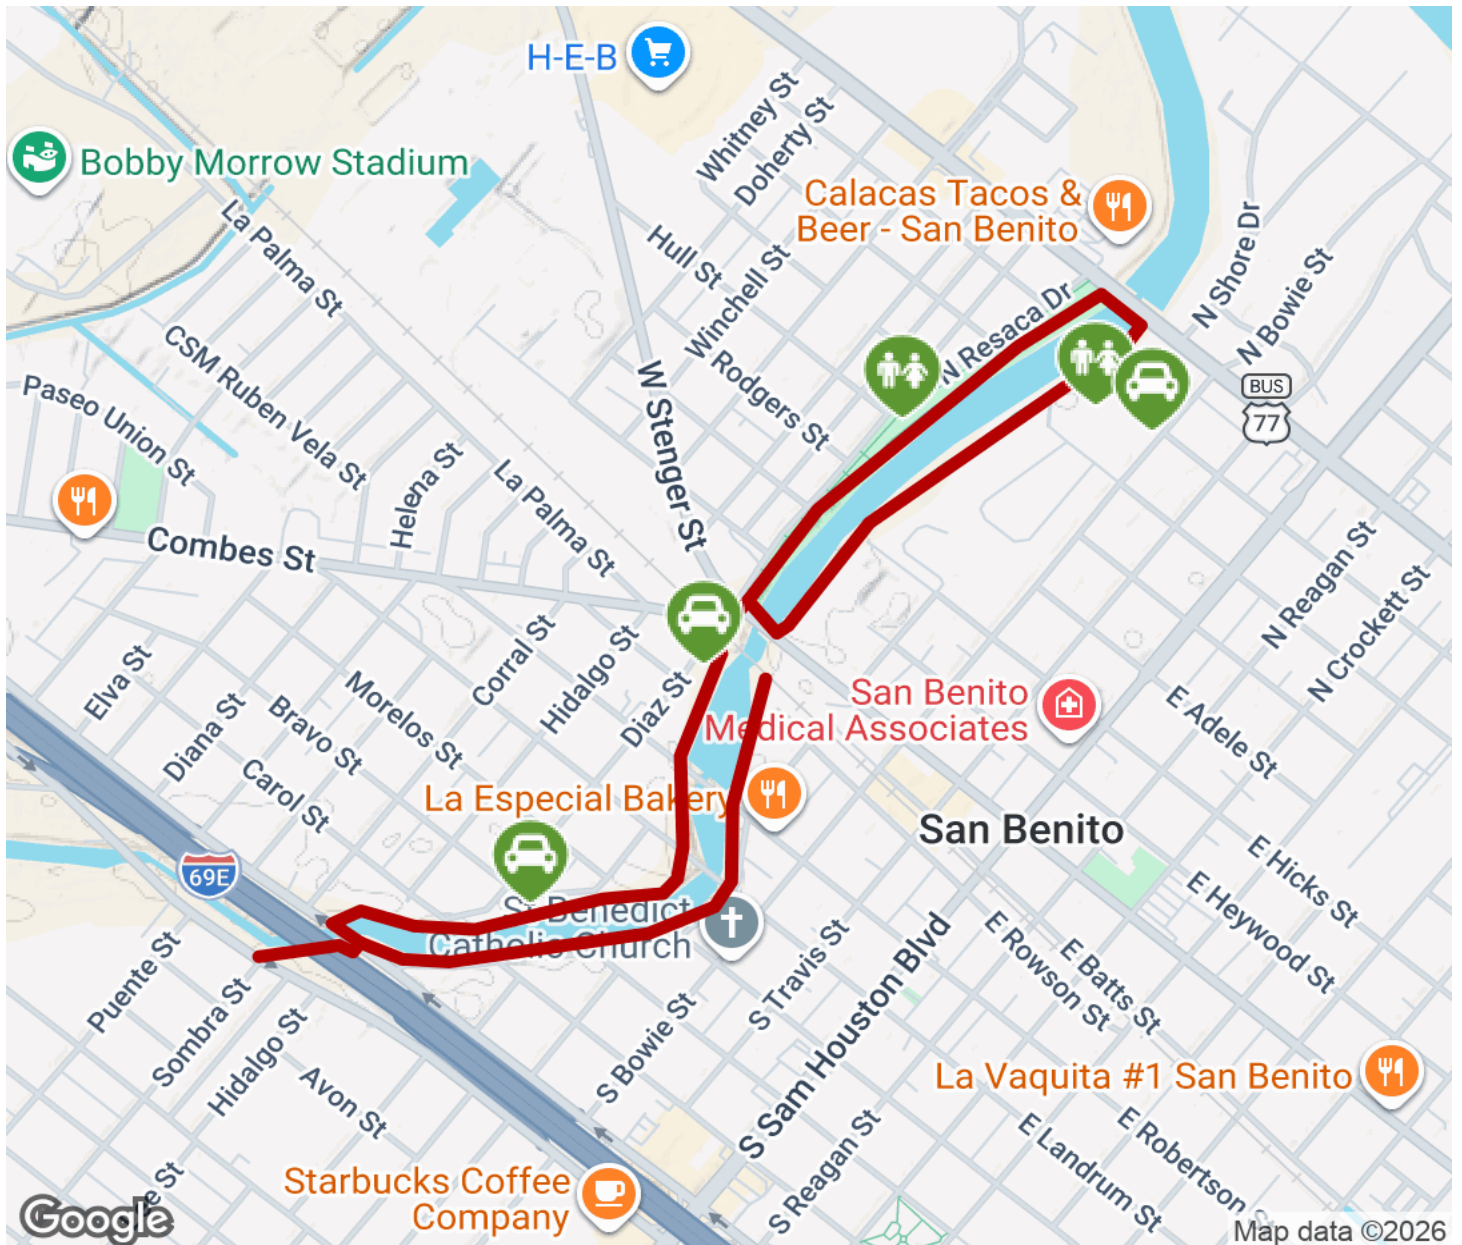 H-E-B
Whitney St
Doherty St
Bobby Morrow Stadium
Calacas Tacos &
Beer - San Benito
La Palma St
Hull St
Winchell St
N Shore Dr
N Bowie St
N Resaca Dr
CSM Ruben Vela St
Paseo Union St
W Stenger St
N Rodgers St
BUS
77
Helena St
La Palma St
Combes St
N Reagan St
N Crockett St
Corral St
Hidalgo St
Diaz St
Elva St
Diana St
Bravo St
Morelos St
Carol St
San Benito
Medical Associates
E Adele St
La Especial Bakery
San Benito
69E
St Benedict
Catholic Church
E Hicks St
E Heywood St
E Batts St
E Rowson St
S Travis St
S Sam Houston Blvd
Puente St
Sombra St
Hidalgo St
Avon St
S Bowie St
La Vaquita #1 San Benito
E Landrum St
E Robertson St
S Reagan St
Starbucks Coffee
Company
Google
Map data ©2026